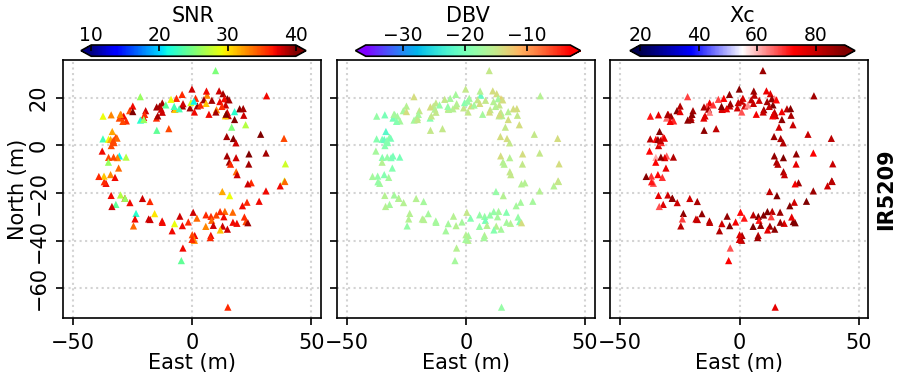 SNR DBV Xc
10 20 30 40 −30 −20 −10 20 40 60 80
20
0
−20
−40
−60
North (m)
−50 0 50 −50 0 50 −50 0 50
East (m) East (m) East (m)
IR5209